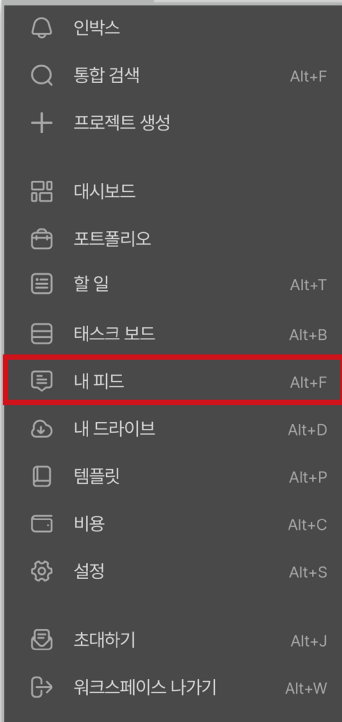 인박스
통합 검색 Alt+F
프로젝트 생성
대시보드
포트폴리오
할 일 Alt+T
태스크 보드 Alt+B
내 피드 Alt+F
내 드라이브 Alt+D
템플릿 Alt+P
비용 Alt+C
설정 Alt+S
초대하기 Alt+J
워크스페이스 나가기 Alt+W